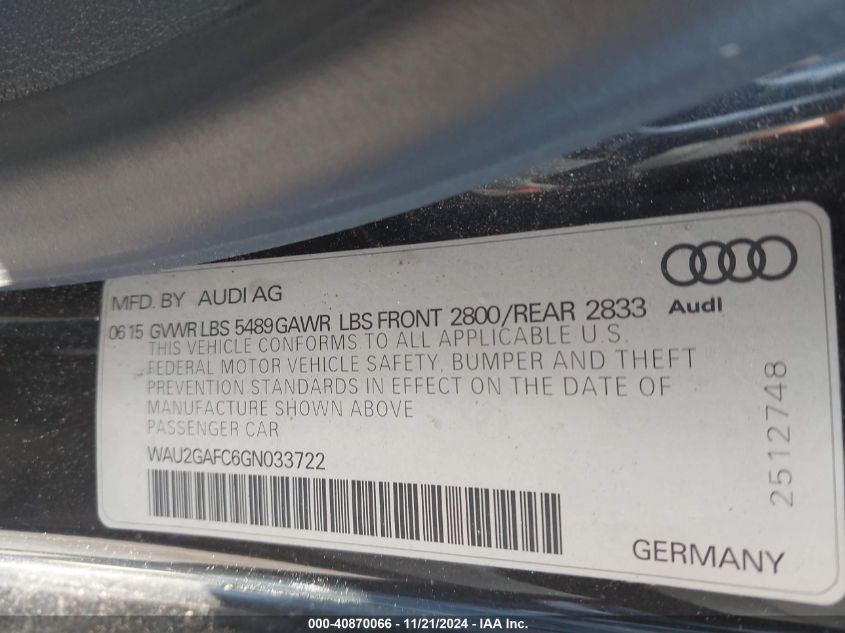 MFD. BY AUDI AG
Audi
06 15 GVWR LBS 5489 GAWR LBS FRONT 2800/REAR 2833
THIS VEHICLE CONFORMS TO ALL APPLICABLE U.S.
FEDERAL MOTOR VEHICLE SAFETY, BUMPER AND THEFT
PREVENTION STANDARDS IN EFFECT ON THE DATE OF
MANUFACTURE SHOWN ABOVE
PASSENGER CAR
WAU2GAFC6GN033722
2512748
GERMANY
000-40870066 - 11/21/2024 - IAA Inc.